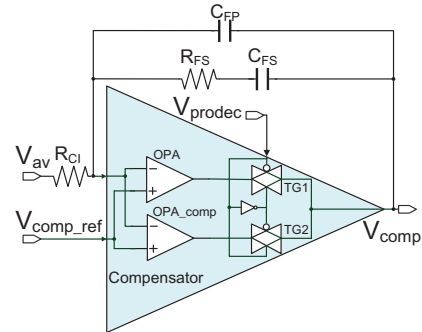 C_FP
R_FS C_FS
V_prodec
V_av R_CI OPA
TG1
V_comp_ref OPA_comp
TG2
V_comp
Compensator